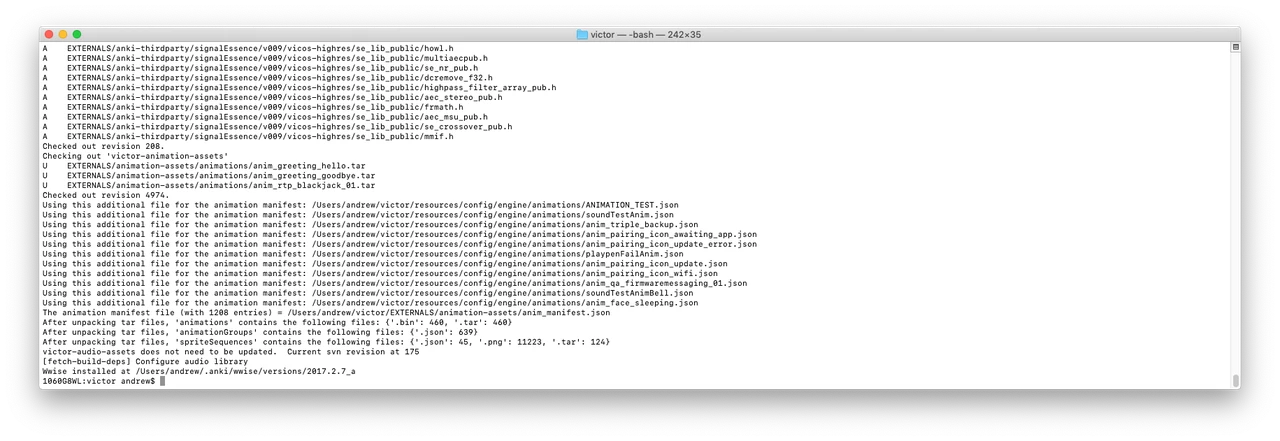 victor — -bash — 242×35
A    EXTERNALS/anki-thirdparty/signalEssence/v009/vicos-highres/se_lib_public/howl.h
A    EXTERNALS/anki-thirdparty/signalEssence/v009/vicos-highres/se_lib_public/multiaecpub.h
A    EXTERNALS/anki-thirdparty/signalEssence/v009/vicos-highres/se_lib_public/se_nr_pub.h
A    EXTERNALS/anki-thirdparty/signalEssence/v009/vicos-highres/se_lib_public/dcremove_f32.h
A    EXTERNALS/anki-thirdparty/signalEssence/v009/vicos-highres/se_lib_public/highpass_filter_array_pub.h
A    EXTERNALS/anki-thirdparty/signalEssence/v009/vicos-highres/se_lib_public/aec_stereo_pub.h
A    EXTERNALS/anki-thirdparty/signalEssence/v009/vicos-highres/se_lib_public/frmath.h
A    EXTERNALS/anki-thirdparty/signalEssence/v009/vicos-highres/se_lib_public/aec_msu_pub.h
A    EXTERNALS/anki-thirdparty/signalEssence/v009/vicos-highres/se_lib_public/se_crossover_pub.h
A    EXTERNALS/anki-thirdparty/signalEssence/v009/vicos-highres/se_lib_public/mmif.h
Checked out revision 208.
Checking out 'victor-animation-assets'
U    EXTERNALS/animation-assets/animations/anim_greeting_hello.tar
U    EXTERNALS/animation-assets/animations/anim_greeting_goodbye.tar
U    EXTERNALS/animation-assets/animations/anim_rtp_blackjack_01.tar
Checked out revision 4974.
Using this additional file for the animation manifest: /Users/andrew/victor/resources/config/engine/animations/ANIMATION_TEST.json
Using this additional file for the animation manifest: /Users/andrew/victor/resources/config/engine/animations/soundTestAnim.json
Using this additional file for the animation manifest: /Users/andrew/victor/resources/config/engine/animations/anim_triple_backup.json
Using this additional file for the animation manifest: /Users/andrew/victor/resources/config/engine/animations/anim_pairing_icon_awaiting_app.json
Using this additional file for the animation manifest: /Users/andrew/victor/resources/config/engine/animations/anim_pairing_icon_update_error.json
Using this additional file for the animation manifest: /Users/andrew/victor/resources/config/engine/animations/playpenFailAnim.json
Using this additional file for the animation manifest: /Users/andrew/victor/resources/config/engine/animations/anim_pairing_icon_update.json
Using this additional file for the animation manifest: /Users/andrew/victor/resources/config/engine/animations/anim_pairing_icon_wifi.json
Using this additional file for the animation manifest: /Users/andrew/victor/resources/config/engine/animations/anim_qa_firmwaremessaging_01.json
Using this additional file for the animation manifest: /Users/andrew/victor/resources/config/engine/animations/soundTestAnimBell.json
Using this additional file for the animation manifest: /Users/andrew/victor/resources/config/engine/animations/anim_face_sleeping.json
The animation manifest file (with 1208 entries) = /Users/andrew/victor/EXTERNALS/animation-assets/anim_manifest.json
After unpacking tar files, 'animations' contains the following files: {'.bin': 460, '.tar': 460}
After unpacking tar files, 'animationGroups' contains the following files: {'.json': 639}
After unpacking tar files, 'spriteSequences' contains the following files: {'.json': 45, '.png': 11223, '.tar': 124}
victor-audio-assets does not need to be updated.  Current svn revision at 175
[fetch-build-deps] Configure audio library
Wwise installed at /Users/andrew/.anki/wwise/versions/2017.2.7_a
1060G8WL:victor andrew$